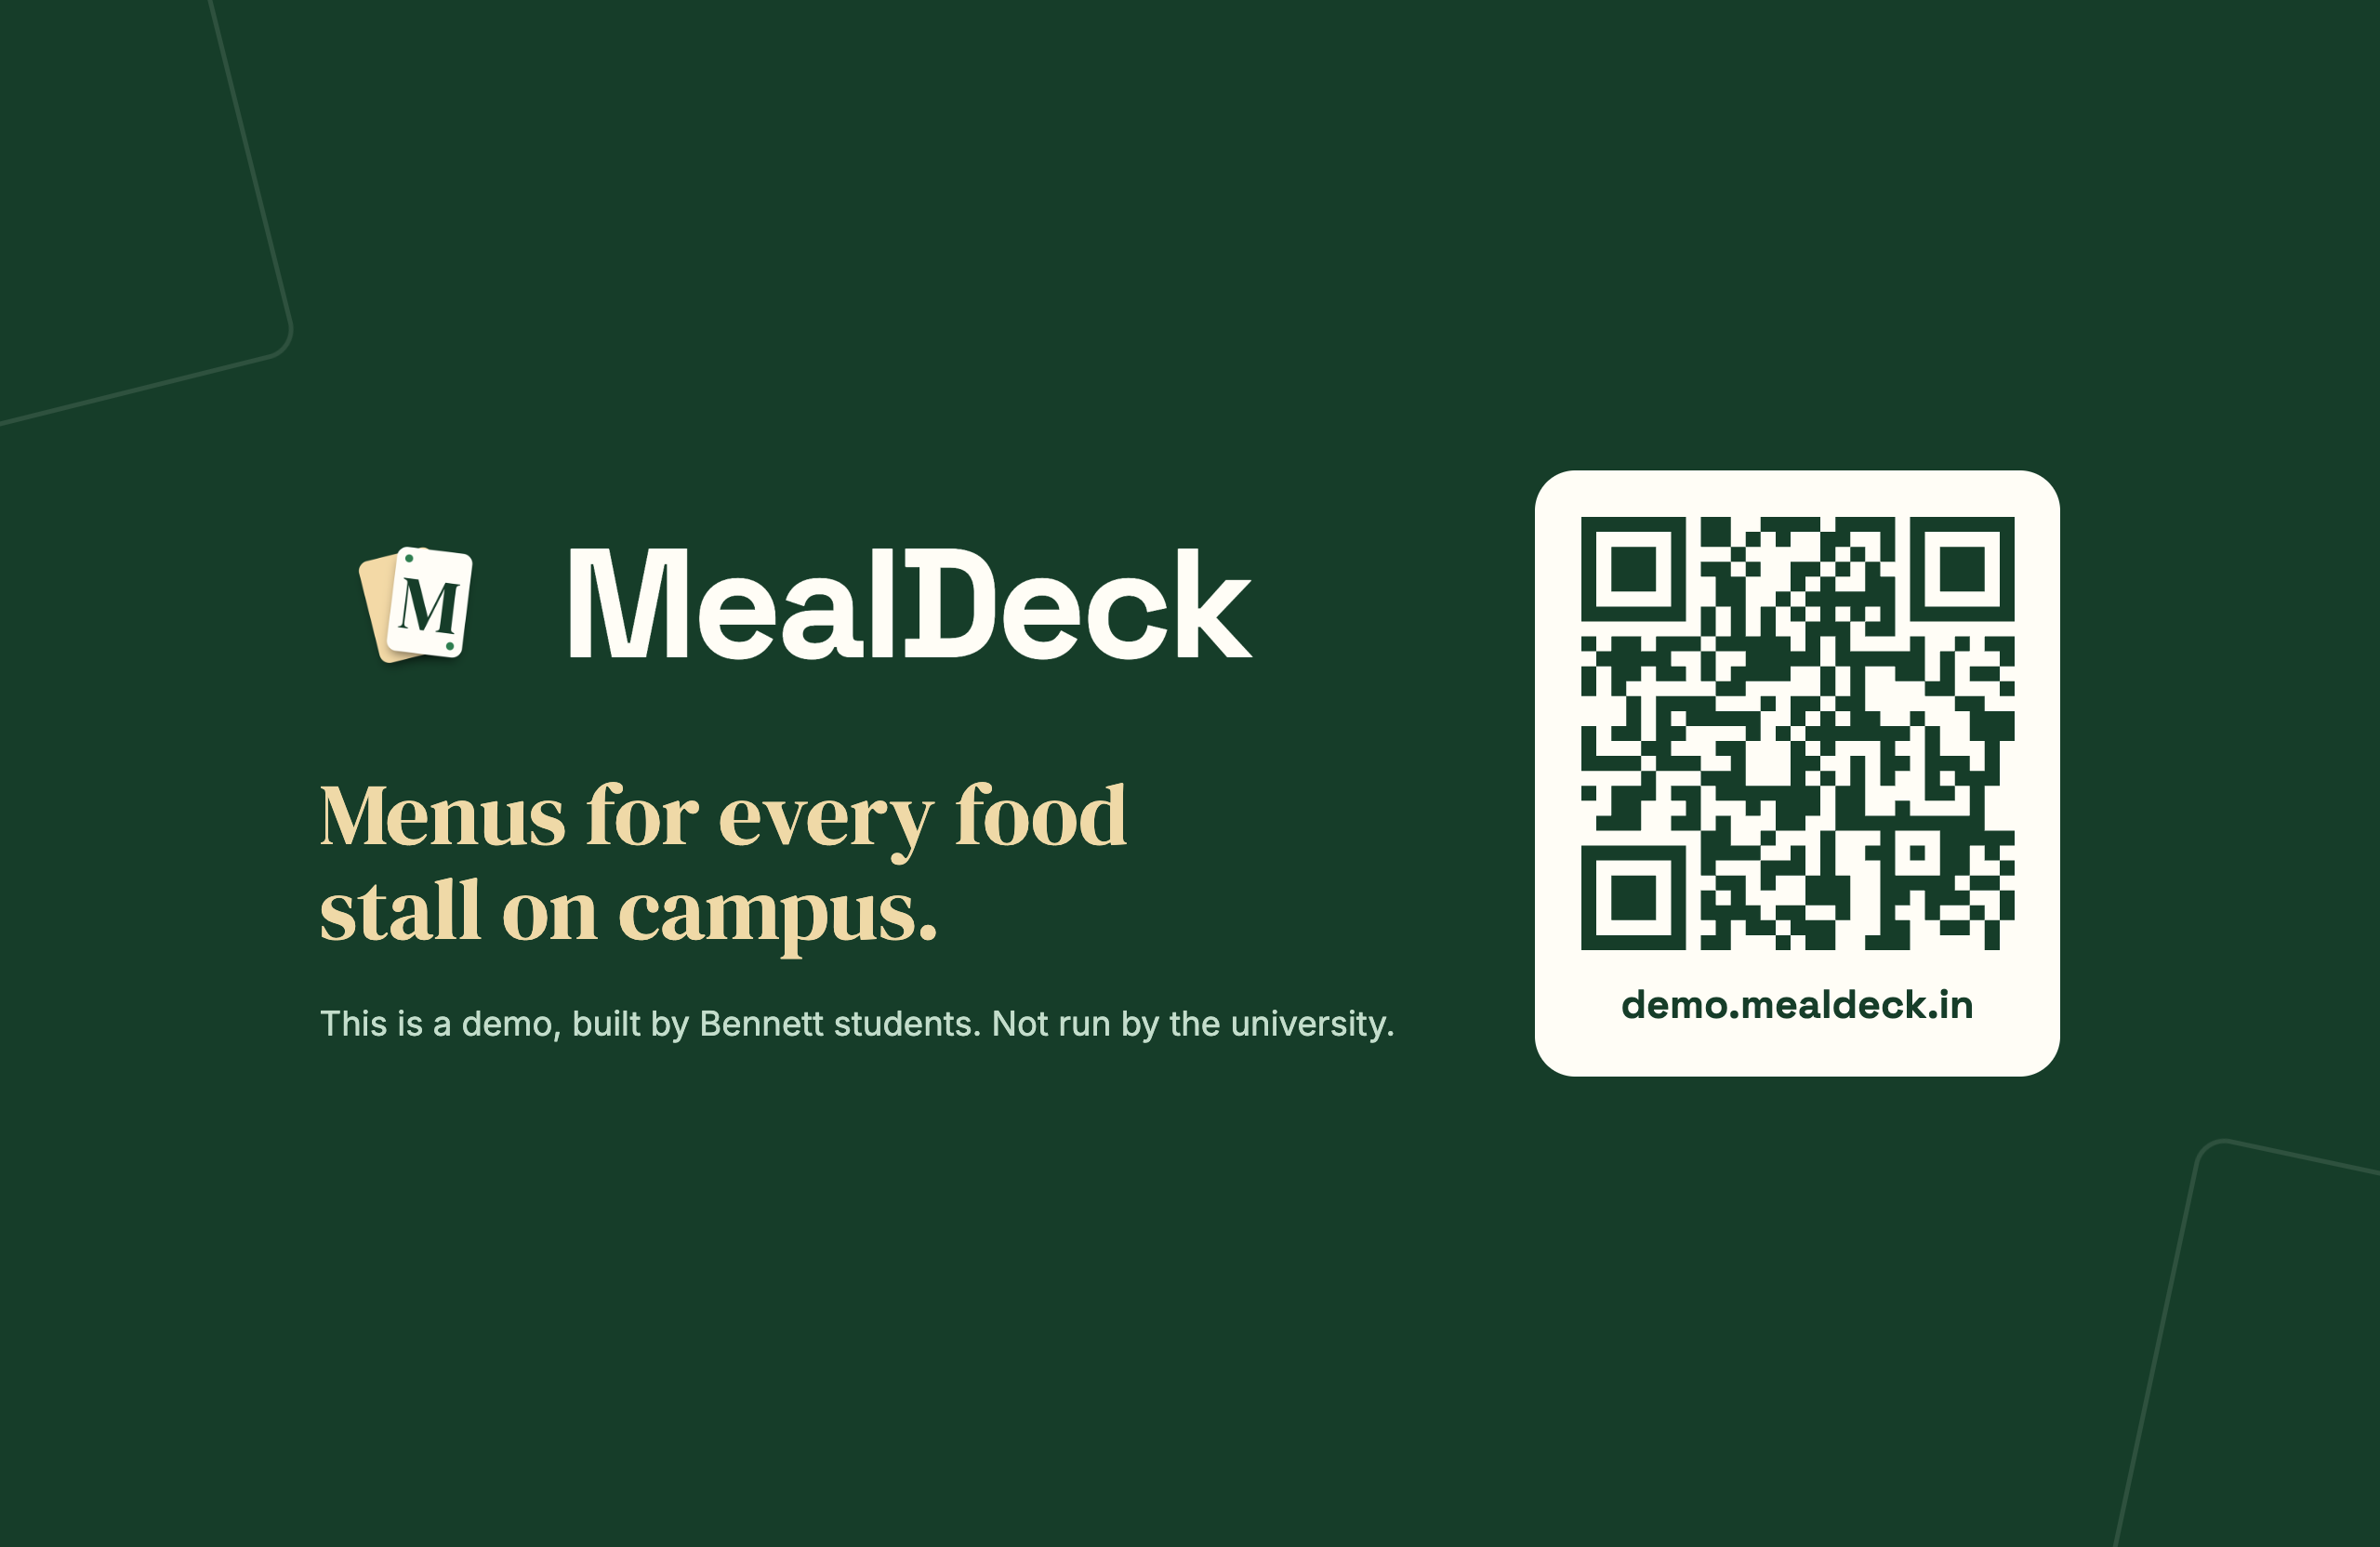 M
MealDeck
Menus for every food
stall on campus.
This is a demo, built by Bennett students. Not run by the university.
demo.mealdeck.in